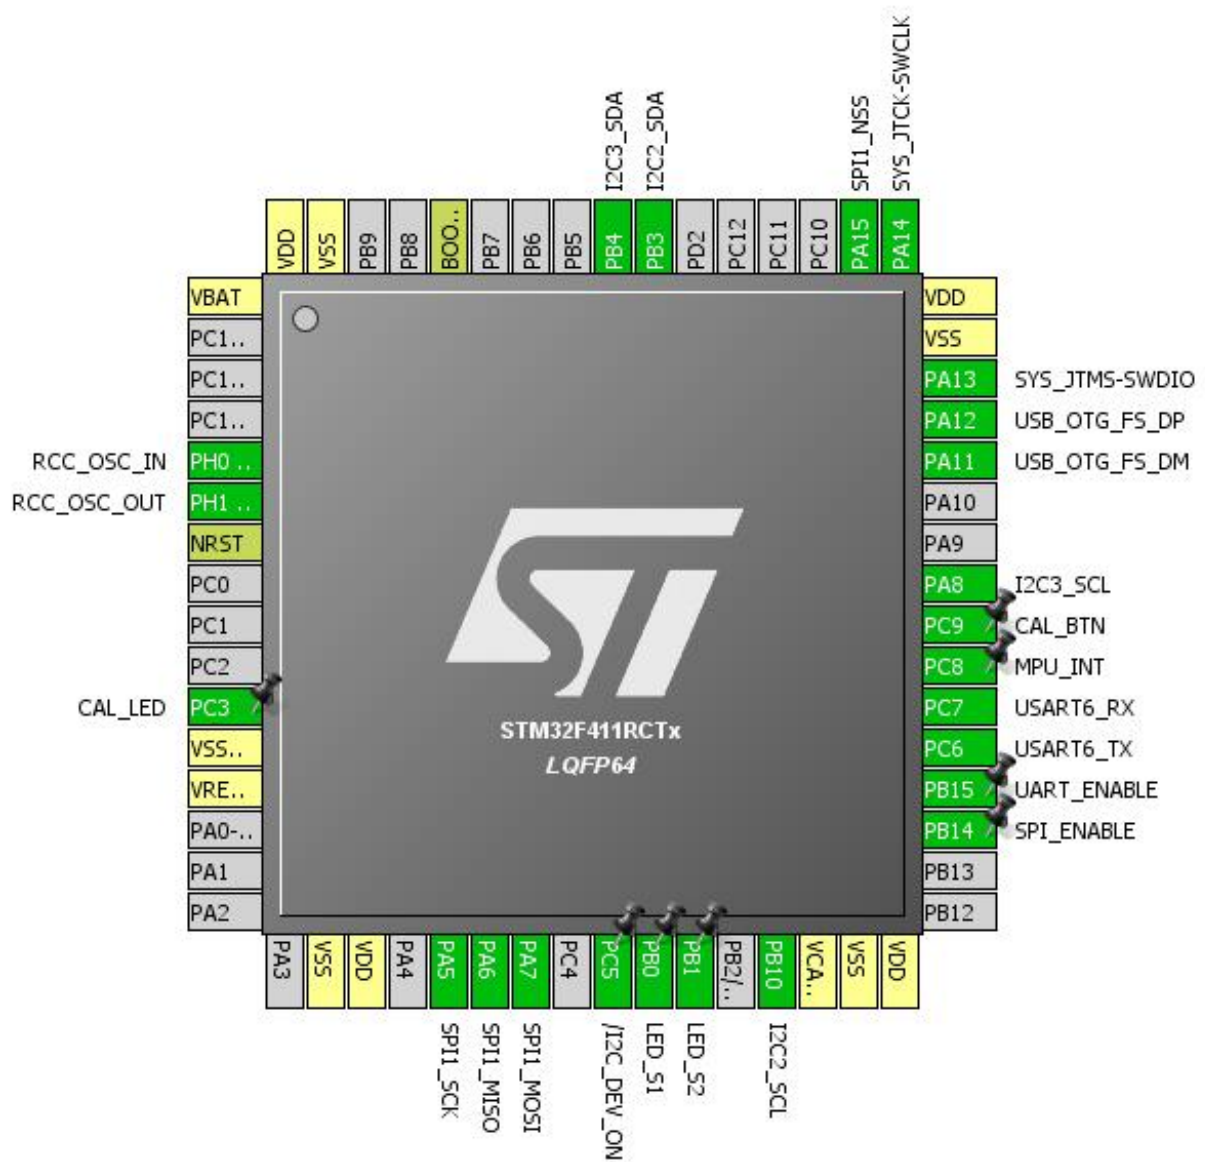 I2C3_SDA
I2C2_SDA
SPI1_NSS
SYS_JTCK-SWCLK
VDD
VSS
PB9
PB8
BOO..
PB7
PB6
PB5
PB4
PB3
PD2
PC12
PC11
PC10
PA15
PA14
VBAT
PC1..
PC1..
PC1..
RCC_OSC_IN PH0 ..
RCC_OSC_OUT PH1 ..
NRST
PC0
PC1
PC2
CAL_LED PC3
VSS..
VRE..
PA0-..
PA1
PA2
VDD
VSS
PA13 SYS_JTMS-SWDIO
PA12 USB_OTG_FS_DP
PA11 USB_OTG_FS_DM
PA10
PA9
PA8 I2C3_SCL
PC9 CAL_BTN
PC8 MPU_INT
PC7 USART6_RX
PC6 USART6_TX
PB15 UART_ENABLE
PB14 SPI_ENABLE
PB13
PB12
ST
STM32F411RCTx
LQFP64
PA3
VSS
VDD
PA4
PA5
PA6
PA7
PC4
PC5
PB0
PB1
PB2/..
PB10
VCA..
VSS
VDD
SPI1_SCK
SPI1_MISO
SPI1_MOSI
/I2C_DEV_ON
LED_S1
LED_S2
I2C2_SCL